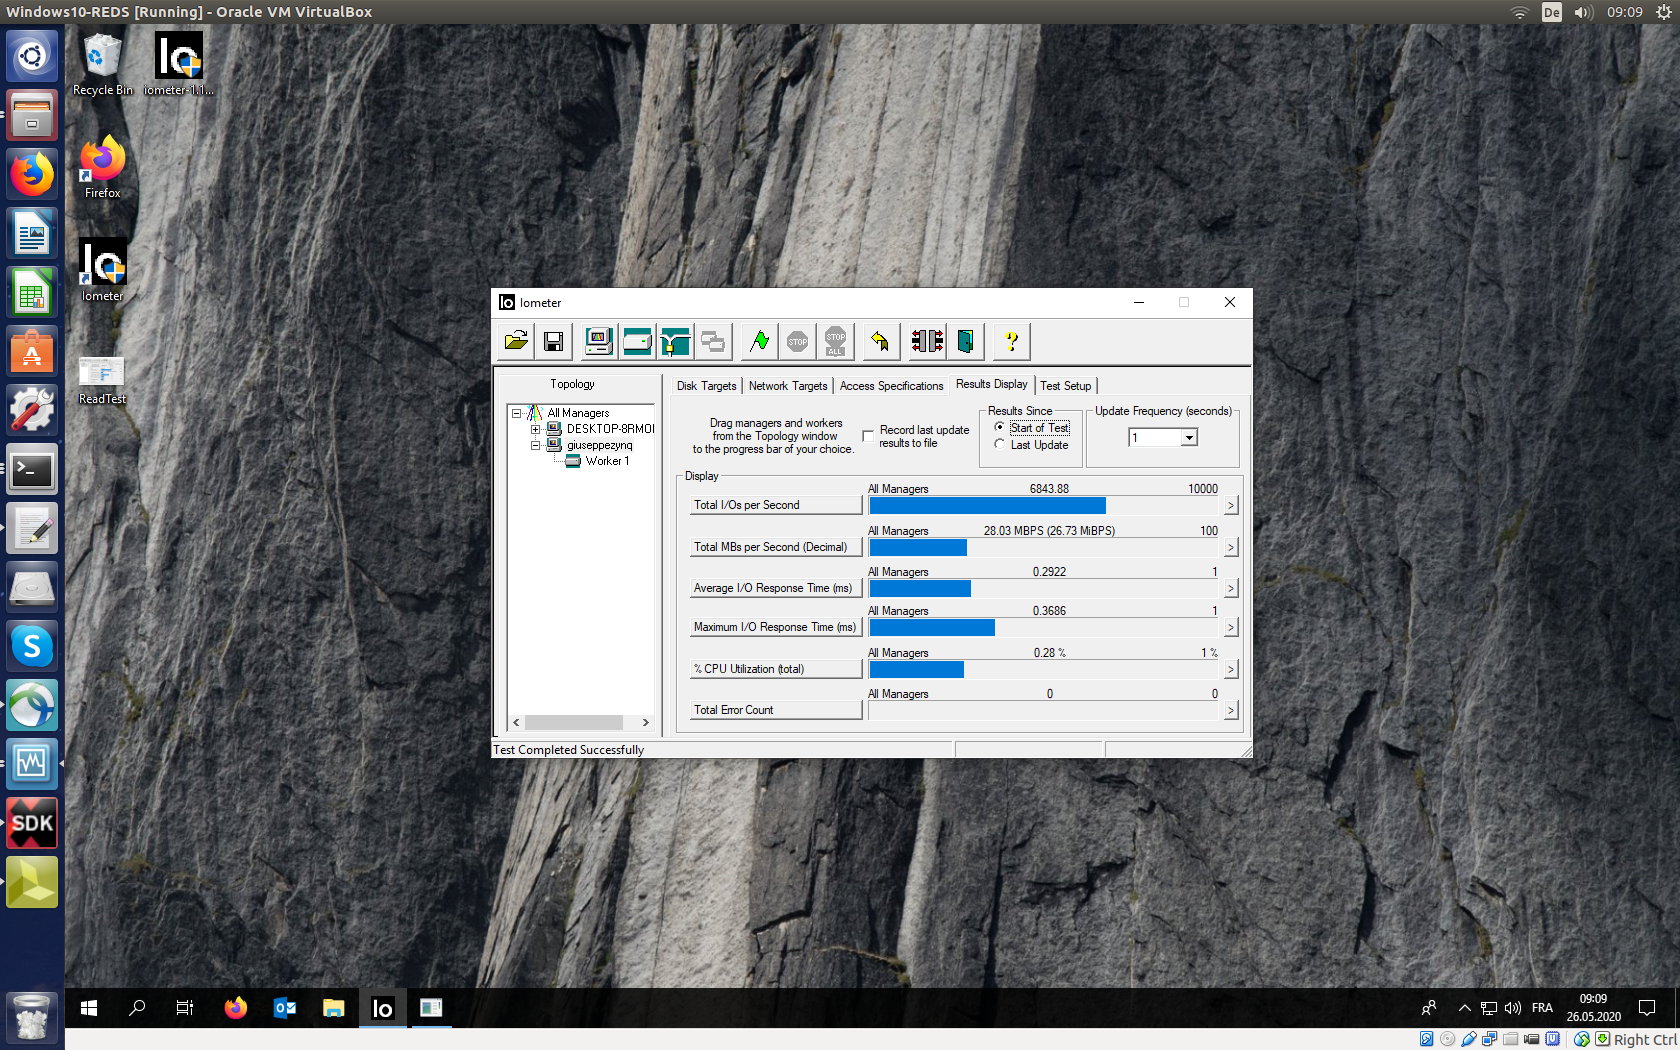 Windows10-REDS [Running] - Oracle VM VirtualBox
De
09:09
Recycle Bin
iometer-1.1...
Firefox
Iometer
ReadTest
SDK
Iometer
STOP
STOP
ALL
Topology
All Managers
DESKTOP-8RMOI
giuseppezynq
Worker 1
Disk Targets
Network Targets
Access Specifications
Results Display
Test Setup
Drag managers and workers
from the Topology window
to the progress bar of your choice.
Record last update
results to file
Results Since
Start of Test
Last Update
Update Frequency (seconds)
1
Display
All Managers 6843.88 10000
Total I/Os per Second
All Managers 28.03 MBPS (26.73 MiBPS) 100
Total MBs per Second (Decimal)
All Managers 0.2922 1
Average I/O Response Time (ms)
All Managers 0.3686 1
Maximum I/O Response Time (ms)
All Managers 0.28 % 1 %
% CPU Utilization (total)
All Managers 0 0
Total Error Count
Test Completed Successfully
FRA
09:09
26.05.2020
Right Ctrl